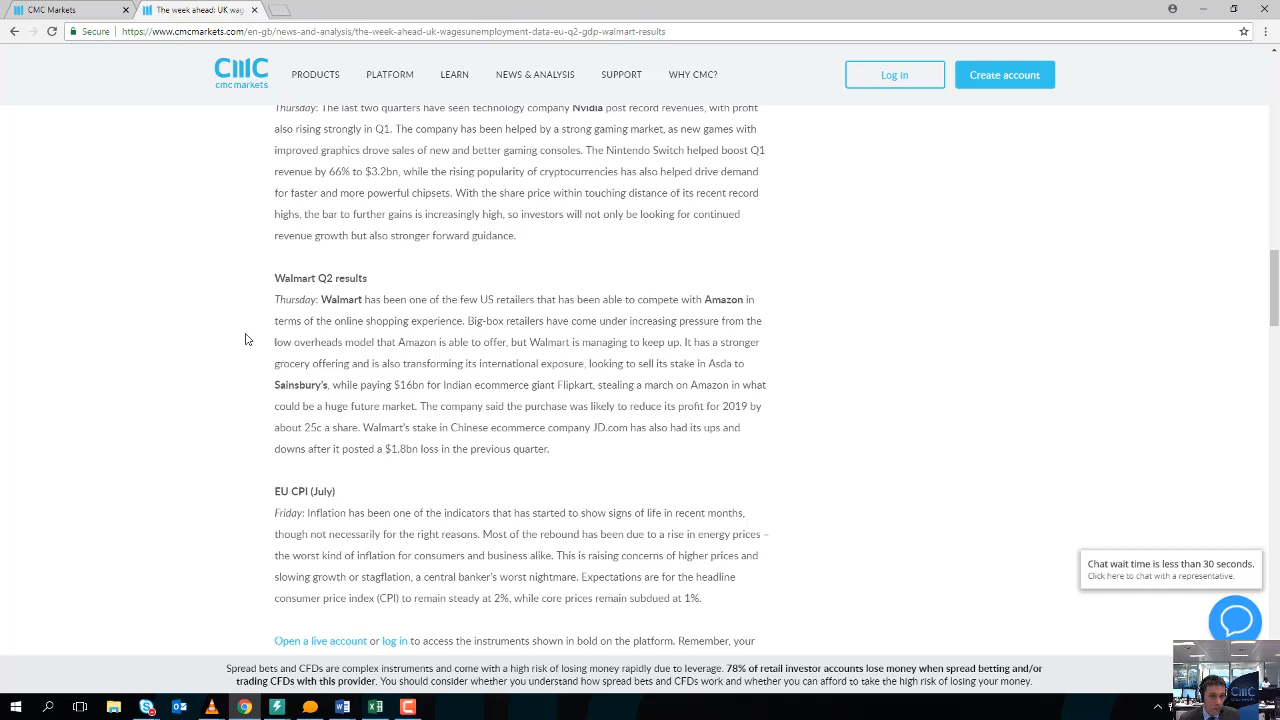 CMC Markets
The week ahead: UK wag
Secure
https://www.cmcmarkets.com/en-gb/news-and-analysis/the-week-ahead-uk-wagesunemployment-data-eu-q2-gdp-walmart-results
cmc
cmc markets
PRODUCTS
PLATFORM
LEARN
NEWS & ANALYSIS
SUPPORT
WHY CMC?
Log in
Create account
Thursday: The last two quarters have seen technology company Nvidia post record revenues, with profit
also rising strongly in Q1. The company has been helped by a strong gaming market, as new games with
improved graphics drove sales of new and better gaming consoles. The Nintendo Switch helped boost Q1
revenue by 66% to $3.2bn, while the rising popularity of cryptocurrencies has also helped drive demand
for faster and more powerful chipsets. With the share price within touching distance of its recent record
highs, the bar to further gains is increasingly high, so investors will not only be looking for continued
revenue growth but also stronger forward guidance.
Walmart Q2 results
Thursday: Walmart has been one of the few US retailers that has been able to compete with Amazon in
terms of the online shopping experience. Big-box retailers have come under increasing pressure from the
low overheads model that Amazon is able to offer, but Walmart is managing to keep up. It has a stronger
grocery offering and is also transforming its international exposure, looking to sell its stake in Asda to
Sainsbury's, while paying $16bn for Indian ecommerce giant Flipkart, stealing a march on Amazon in what
could be a huge future market. The company said the purchase was likely to reduce its profit for 2019 by
about 25c a share. Walmart's stake in Chinese ecommerce company JD.com has also had its ups and
downs after it posted a $1.8bn loss in the previous quarter.
EU CPI (July)
Friday: Inflation has been one of the indicators that has started to show signs of life in recent months,
though not necessarily for the right reasons. Most of the rebound has been due to a rise in energy prices –
the worst kind of inflation for consumers and business alike. This is raising concerns of higher prices and
slowing growth or stagflation, a central banker's worst nightmare. Expectations are for the headline
consumer price index (CPI) to remain steady at 2%, while core prices remain subdued at 1%.
Open a live account or log in to access the instruments shown in bold on the platform. Remember, your
Chat wait time is less than 30 seconds.
Click here to chat with a representative.
Spread bets and CFDs are complex instruments and come with a high risk of losing money rapidly due to leverage. 78% of retail investor accounts lose money when spread betting and/or
trading CFDs with this provider. You should consider whether you understand how spread bets and CFDs work and whether you can afford to take the high risk of losing your money.